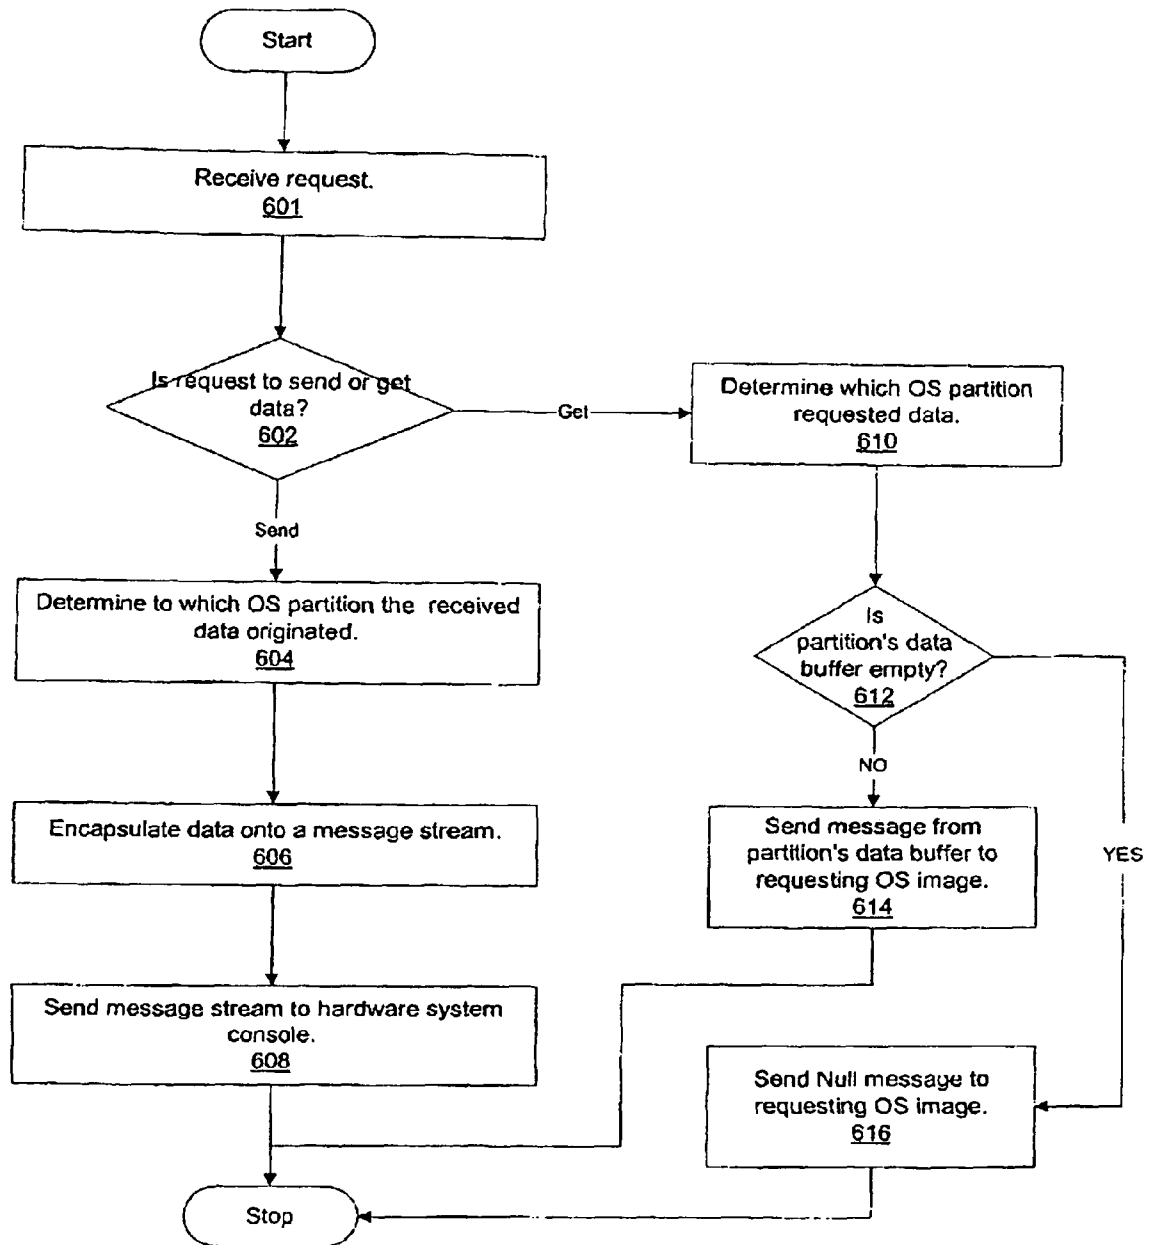 Start
Receive request.
601
Is request to send or get
data?
602
Get
Send
Determine to which OS partition the received
data originated.
604
Encapsulate data onto a message stream.
606
Send message stream to hardware system
console.
608
Determine which OS partition
requested data.
610
Is
partition's data
buffer empty?
612
NO
YES
Send message from
partition's data buffer to
requesting OS image.
614
Send Null message to
requesting OS image.
616
Stop